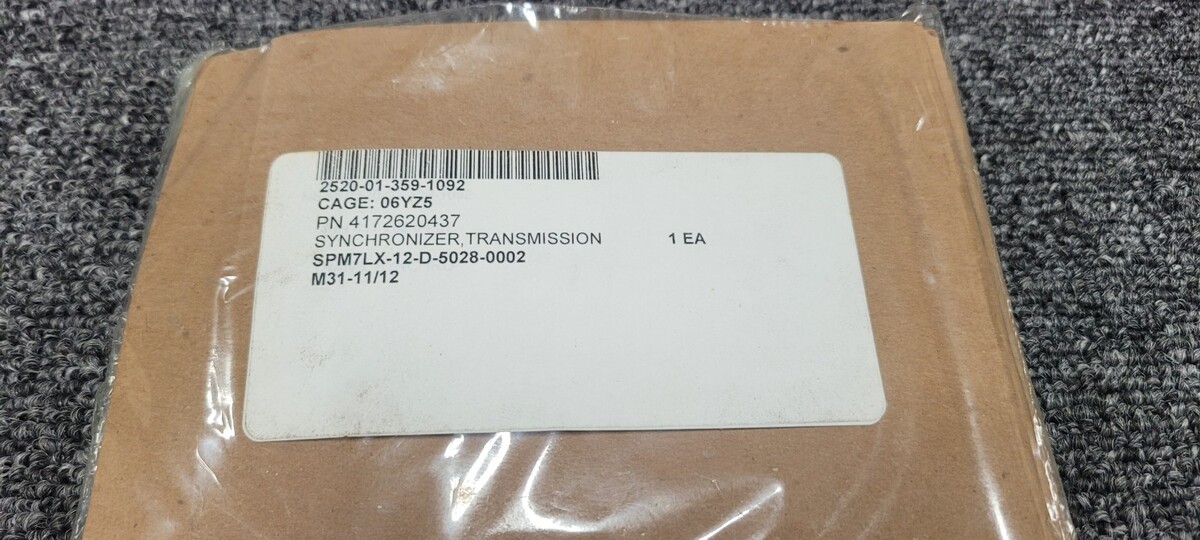 2520-01-359-1092
CAGE: 06YZ5
PN 4172620437
SYNCHRONIZER,TRANSMISSION 1 EA
SPM7LX-12-D-5028-0002
M31-11/12